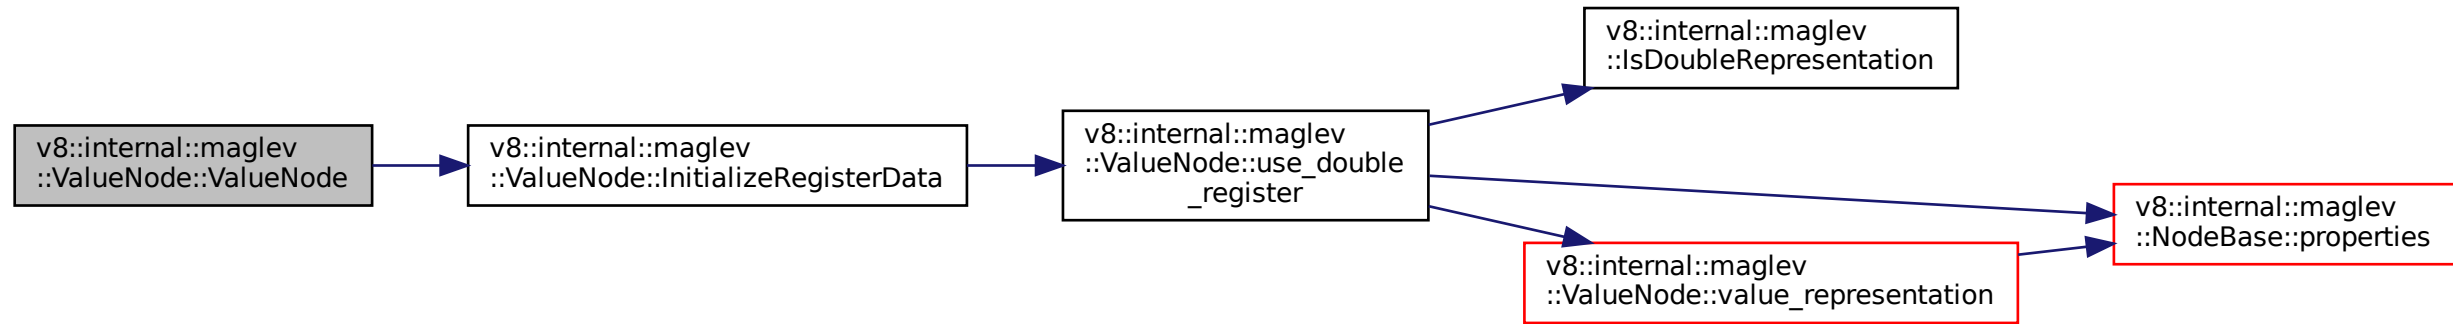 v8::internal::maglev
::ValueNode::ValueNode
v8::internal::maglev
::ValueNode::InitializeRegisterData
v8::internal::maglev
::ValueNode::use_double
_register
v8::internal::maglev
::IsDoubleRepresentation
v8::internal::maglev
::ValueNode::value_representation
v8::internal::maglev
::NodeBase::properties